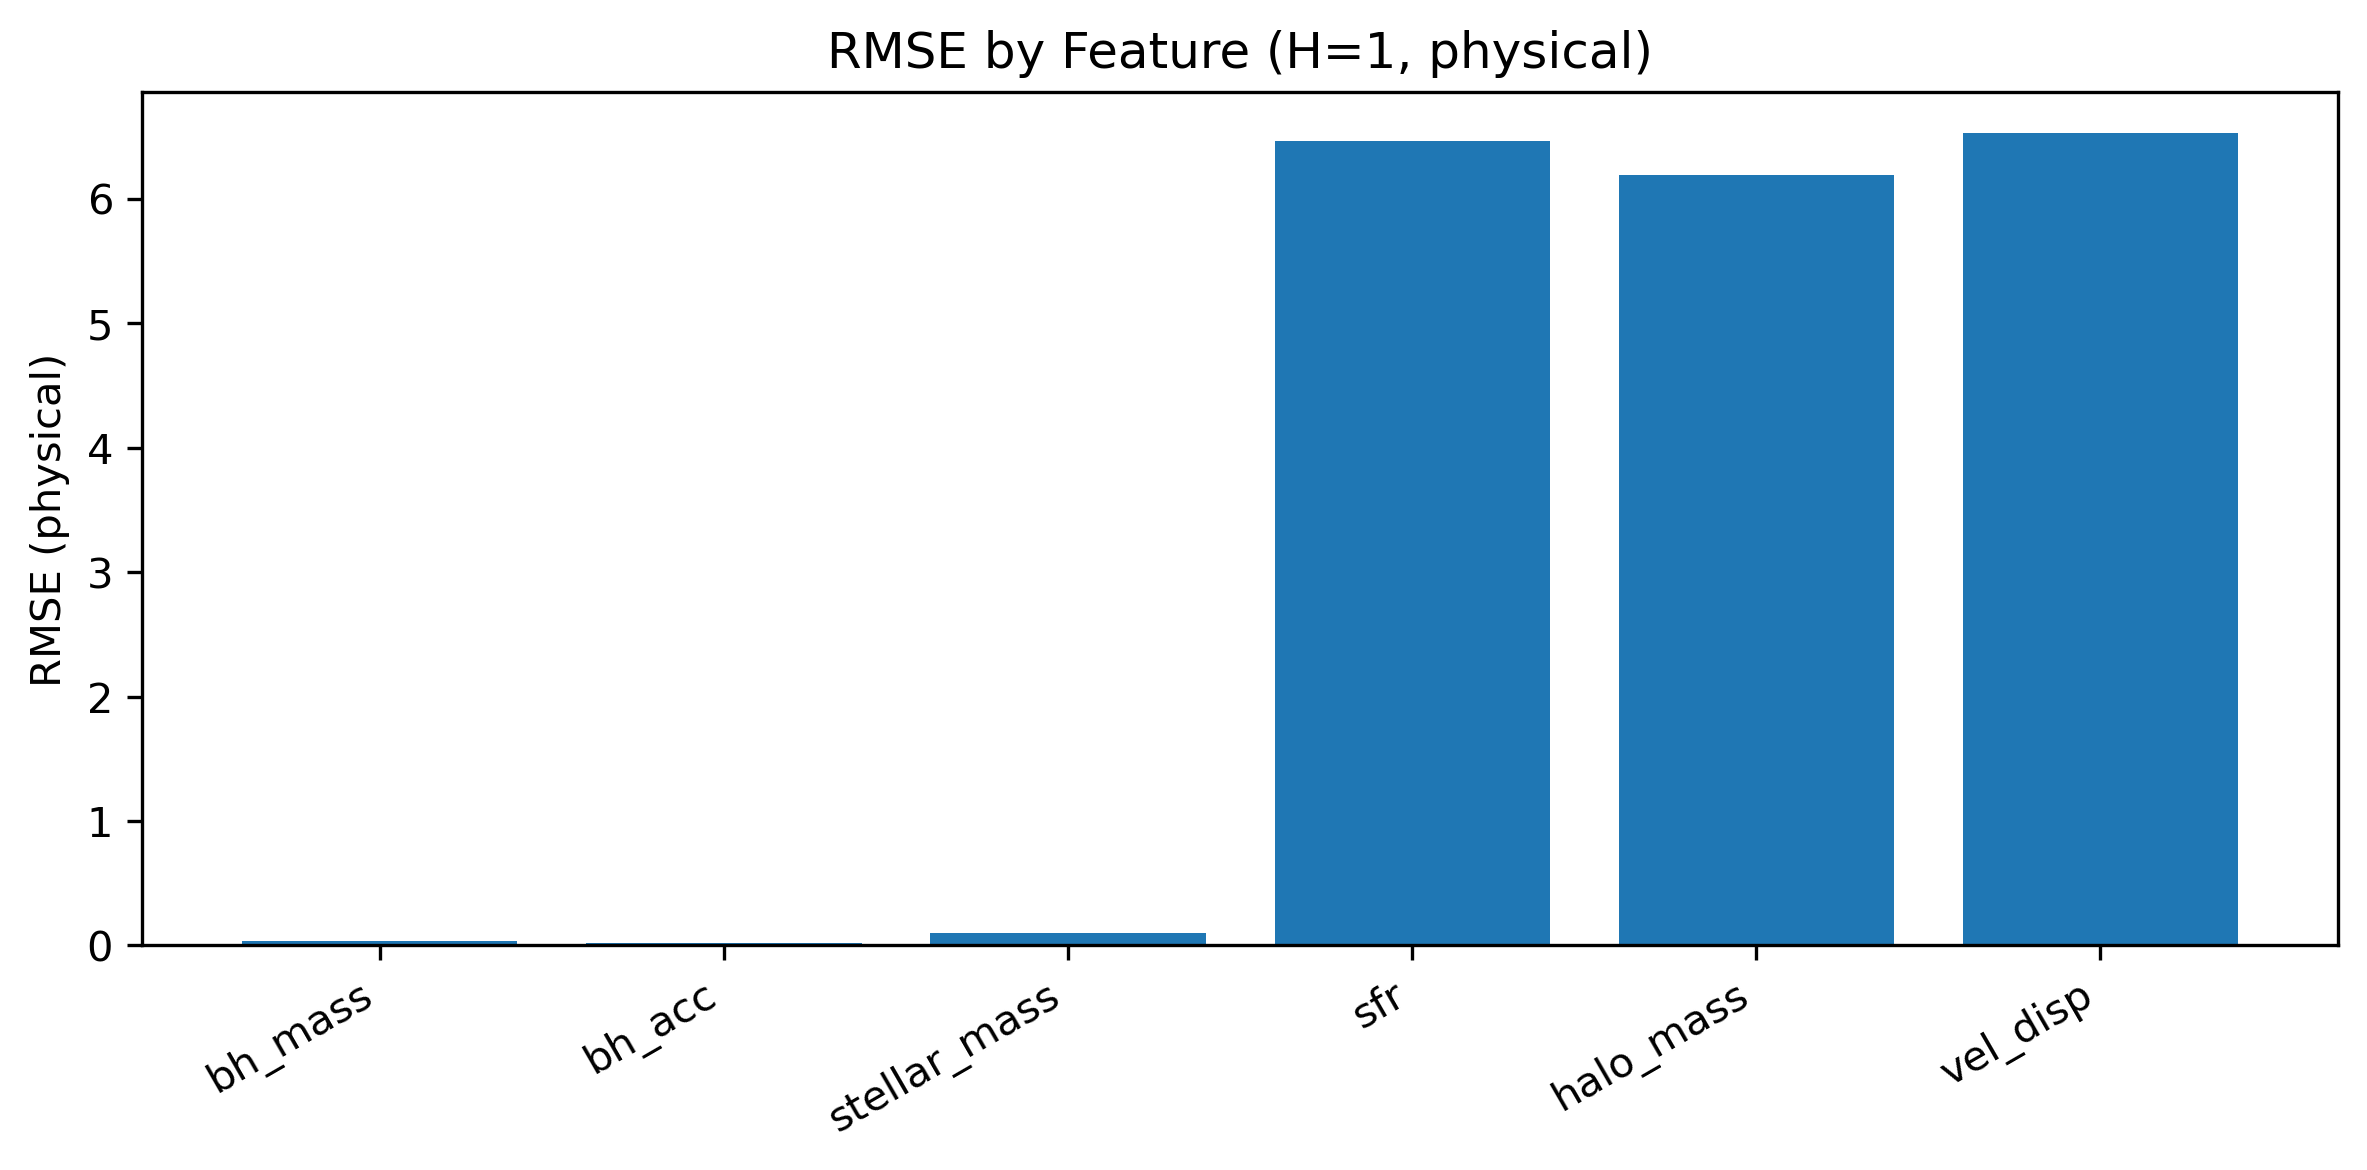 RMSE by Feature (H=1, physical)
RMSE (physical)
6
5
4
3
2
1
0
bh_mass
bh_acc
stellar_mass
sfr
halo_mass
vel_disp